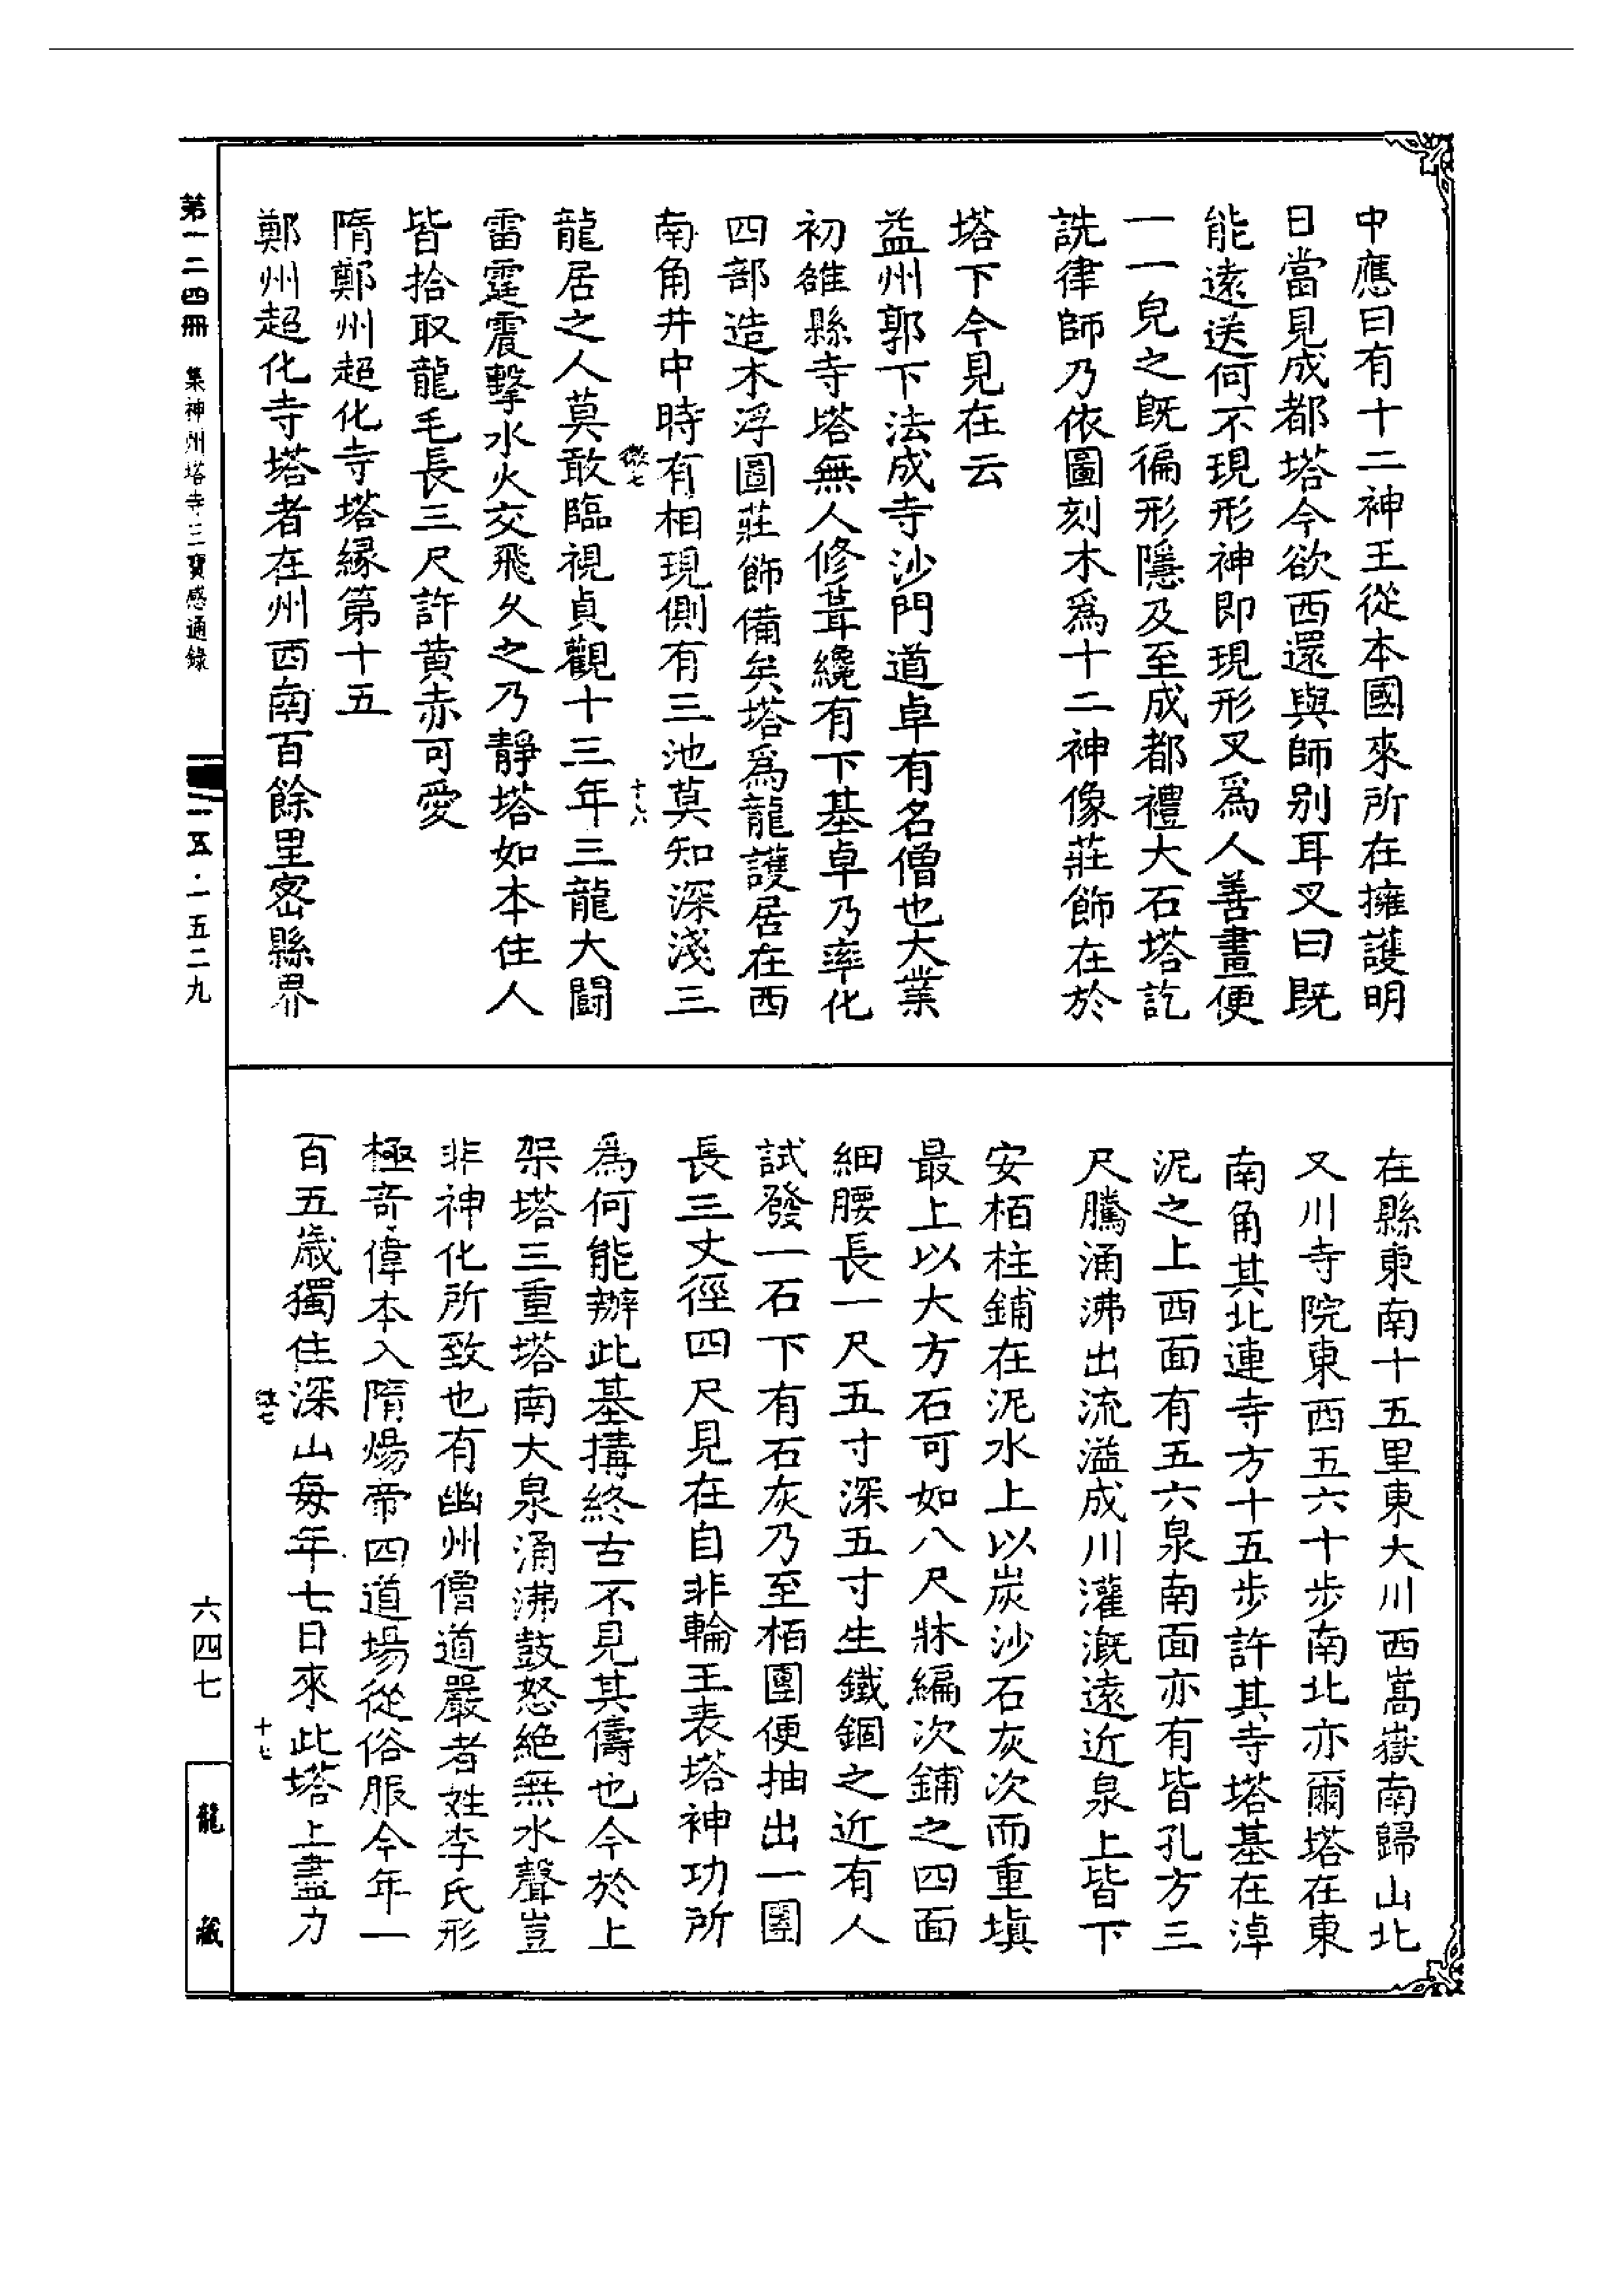 中應曰有十二神王從本國來所在擁護明
日當見成都塔今欲西還與師别耳又曰既
能遠送何不現形神即現形又爲人善畫便
一一皃之旣徧形隱及至成都禮大石塔訖
詵律師乃依圖刻木爲十二神像莊飾在於
塔下今見在云
益州郭下法成寺沙門道卓有名僧也大業
初雒縣寺塔無人修葺纔有下基卓乃率化
四部造木浮圖莊飾備矣塔爲龍護居在西
南角井中時有相現側有三池莫知深淺三
微七
十六
龍居之人莫敢臨視貞觀十三年三龍大鬬
雷霆震擊水火交飛久之乃靜塔如本住人
皆拾取龍毛長三尺許黄赤可愛
隋鄭州超化寺塔緣第十五
鄭州超化寺塔者在州西南百餘里密縣界
在縣東南十五里東大川西嵩嶽南歸山北
又川寺院東西五六十步南北亦爾塔在東
南角其北連寺方十五步許其寺塔基在淖
泥之上西面有五六泉南面亦有皆孔方三
尺騰涌沸出流溢成川灌溉遠近泉上皆下
安栢柱鋪在泥水上以炭沙石灰次而重填
最上以大方石可如八尺牀編次鋪之四面
細腰長一尺五寸深五寸生鐵錮之近有人
試發一石下有石灰乃至栢團便抽出一團
長三丈徑四尺見在自非輪王表塔神功所
爲何能辦此基搆終古不見其儔也今於上
架塔三重塔南大泉涌沸鼓怒絶無水聲豈
非神化所致也有幽州僧道嚴者姓李氏形
極奇偉本入隋煬帝四道場從俗服今年一
百五歲獨住深山每年七日來此塔上盡力
微七
十七
第一二四冊 集神州塔寺三寶感通錄
一五·一五二九
六四七
龍藏